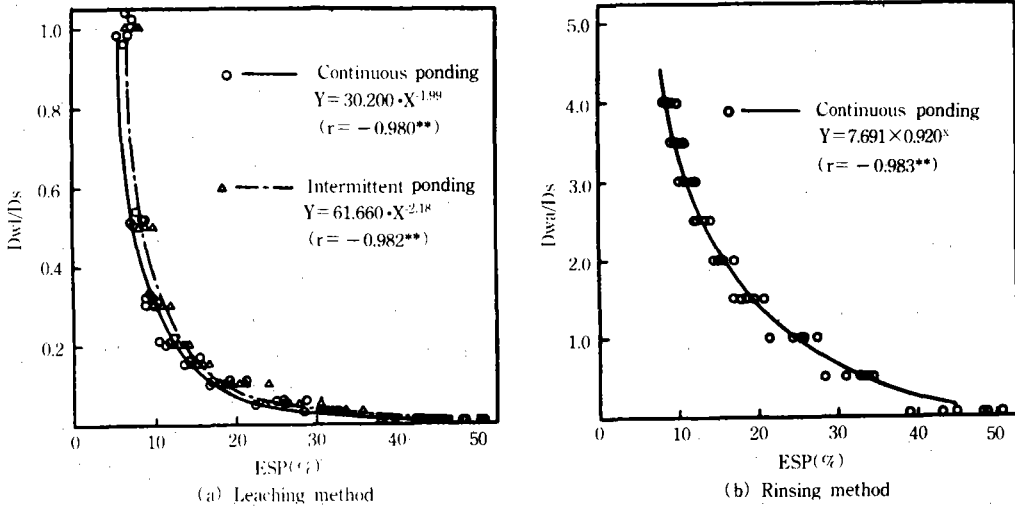 1.0
0.8
0.6
0.4
0.2
Dwl/Ds
Continuous ponding
Y=30.200·X⁻¹·⁹⁹
(r=−0.980**)
Intermittent ponding
Y=61.660·X⁻²·¹⁸
(r=−0.982**)
0 10 20 30 40 50
ESP(%)
(a) Leaching method
5.0
4.0
3.0
2.0
1.0
Dwa/Ds
Continuous ponding
Y=7.691×0.920ˣ
(r=−0.983**)
0 10 20 30 40 50
ESP(%)
(b) Rinsing method